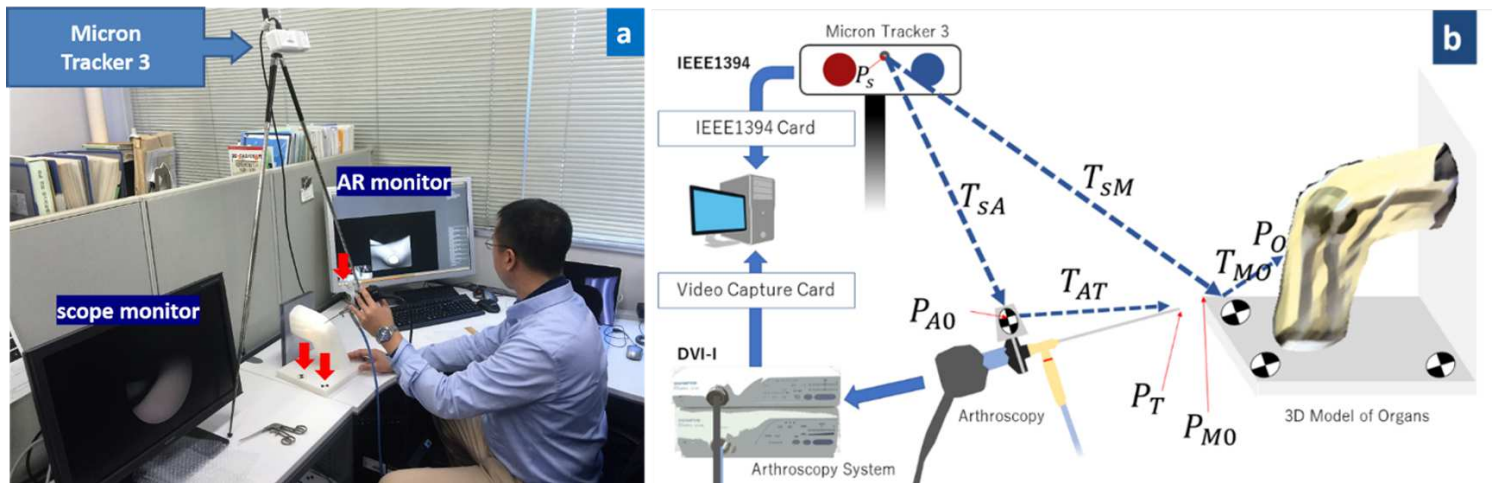 Micron
Tracker 3
a
AR monitor
scope monitor
b
Micron Tracker 3
IEEE1394
P_s
IEEE1394 Card
T_sA
T_sM
P_O
T_MO
Video Capture Card
T_AT
P_A0
DVI-I
P_T
P_M0
Arthroscopy
3D Model of Organs
Arthroscopy System